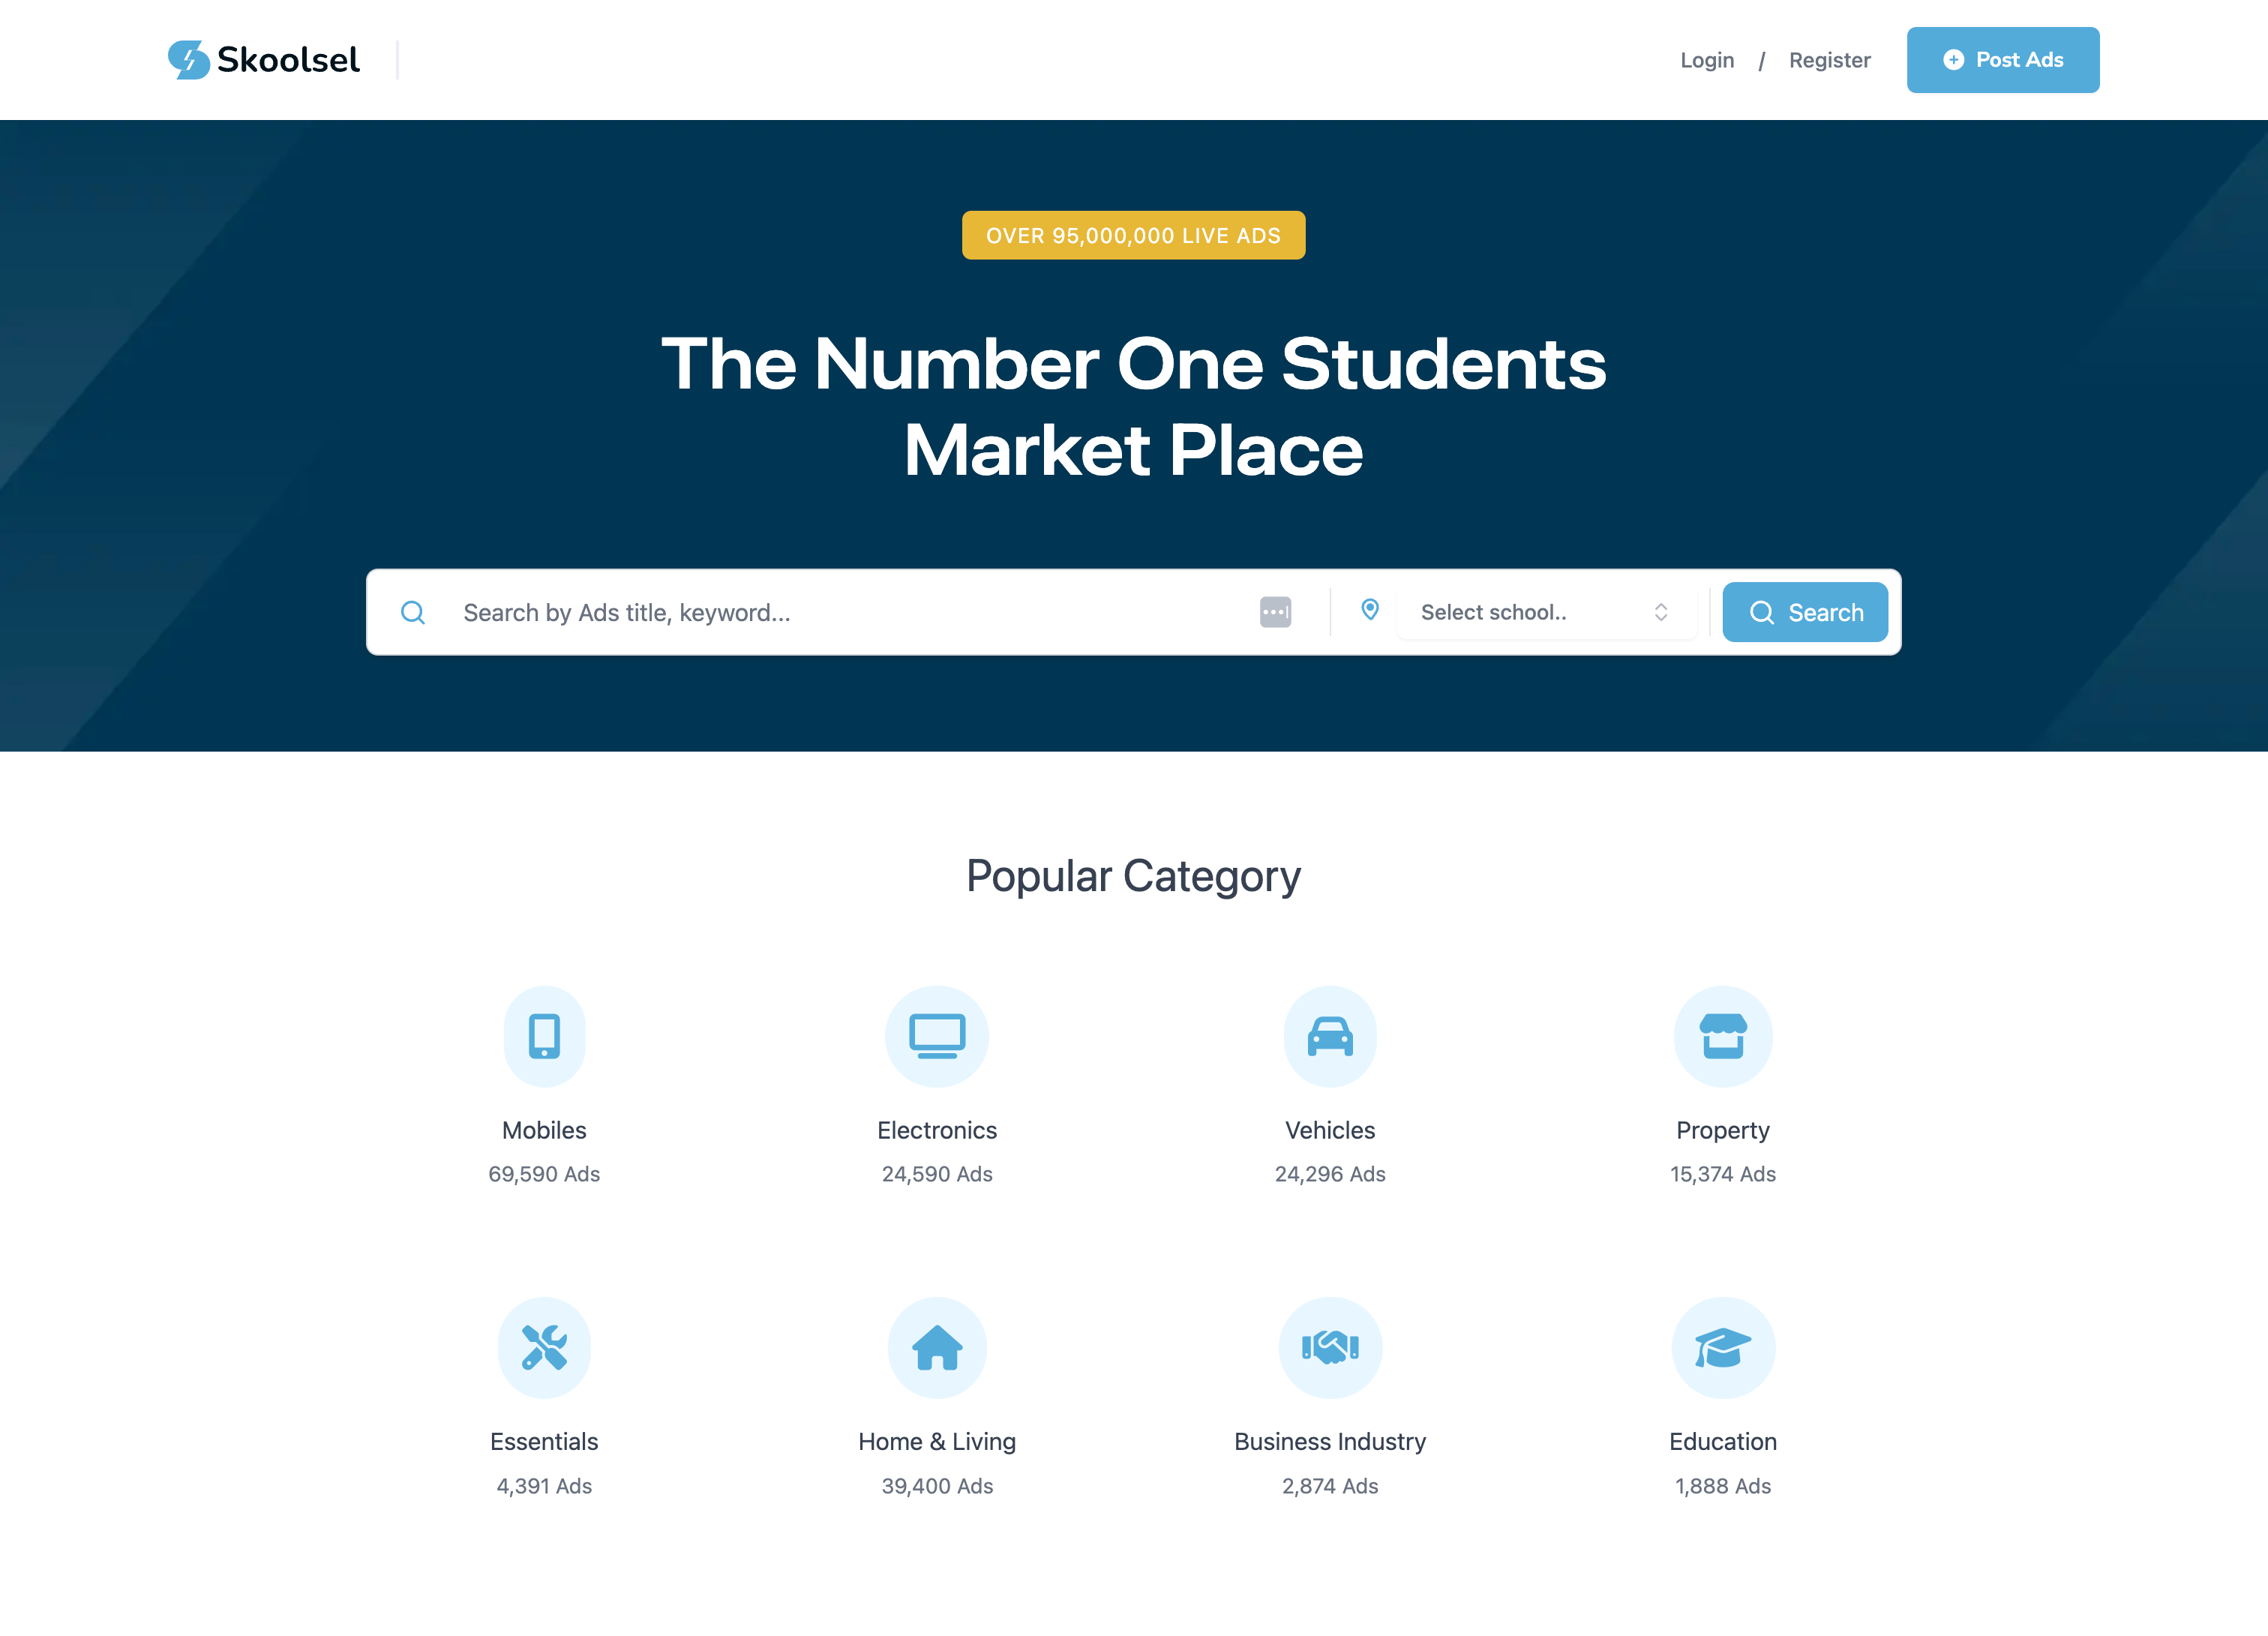 Skoolsel
Login / Register
Post Ads
OVER 95,000,000 LIVE ADS
The Number One Students
Market Place
Search by Ads title, keyword...
Select school..
Search
Popular Category
Mobiles
69,590 Ads
Electronics
24,590 Ads
Vehicles
24,296 Ads
Property
15,374 Ads
Essentials
4,391 Ads
Home & Living
39,400 Ads
Business Industry
2,874 Ads
Education
1,888 Ads